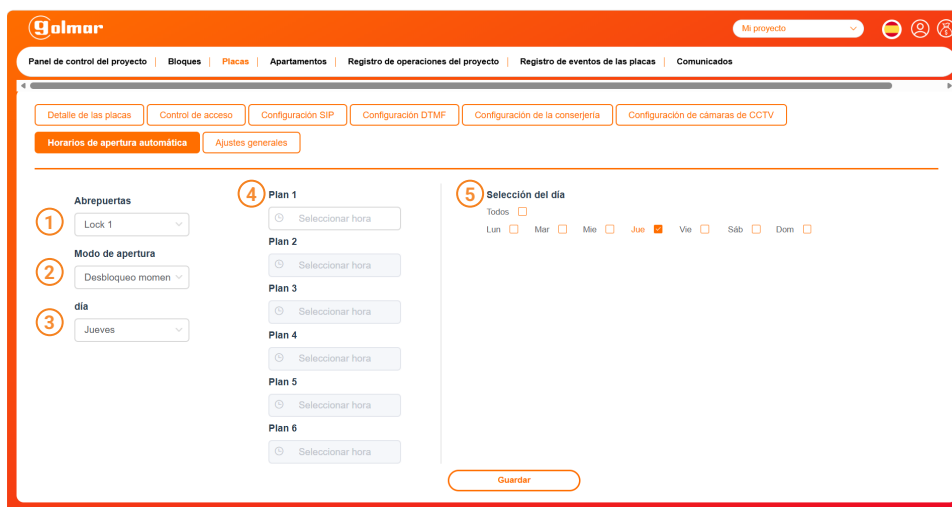 golmar
Mi proyecto
Panel de control del proyecto | Bloques | Placas | Apartamentos | Registro de operaciones del proyecto | Registro de eventos de las placas | Comunicados
Detalle de las placas Control de acceso Configuración SIP Configuración DTMF Configuración de la conserjería Configuración de cámaras de CCTV
Horarios de apertura automática Ajustes generales
Abrepuertas
1 Lock 1
Modo de apertura
2 Desbloqueo momen
día
3 Jueves
4 Plan 1
Seleccionar hora
Plan 2
Seleccionar hora
Plan 3
Seleccionar hora
Plan 4
Seleccionar hora
Plan 5
Seleccionar hora
Plan 6
Seleccionar hora
5 Selección del día
Todos
Lun Mar Mie Jue Vie Sáb Dom
Guardar